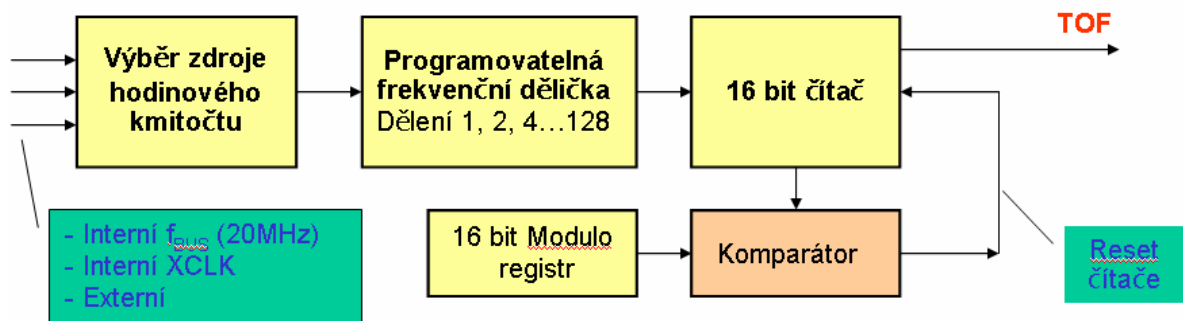 TOF
Výběr zdroje
hodinového
kmitočtu
Programovatelná
frekvenční dělička
Dělení 1, 2, 4…128
16 bit čítač
- Interní fBUS (20MHz)
- Interní XCLK
- Externí
16 bit Modulo
registr
Komparátor
Reset
čítače